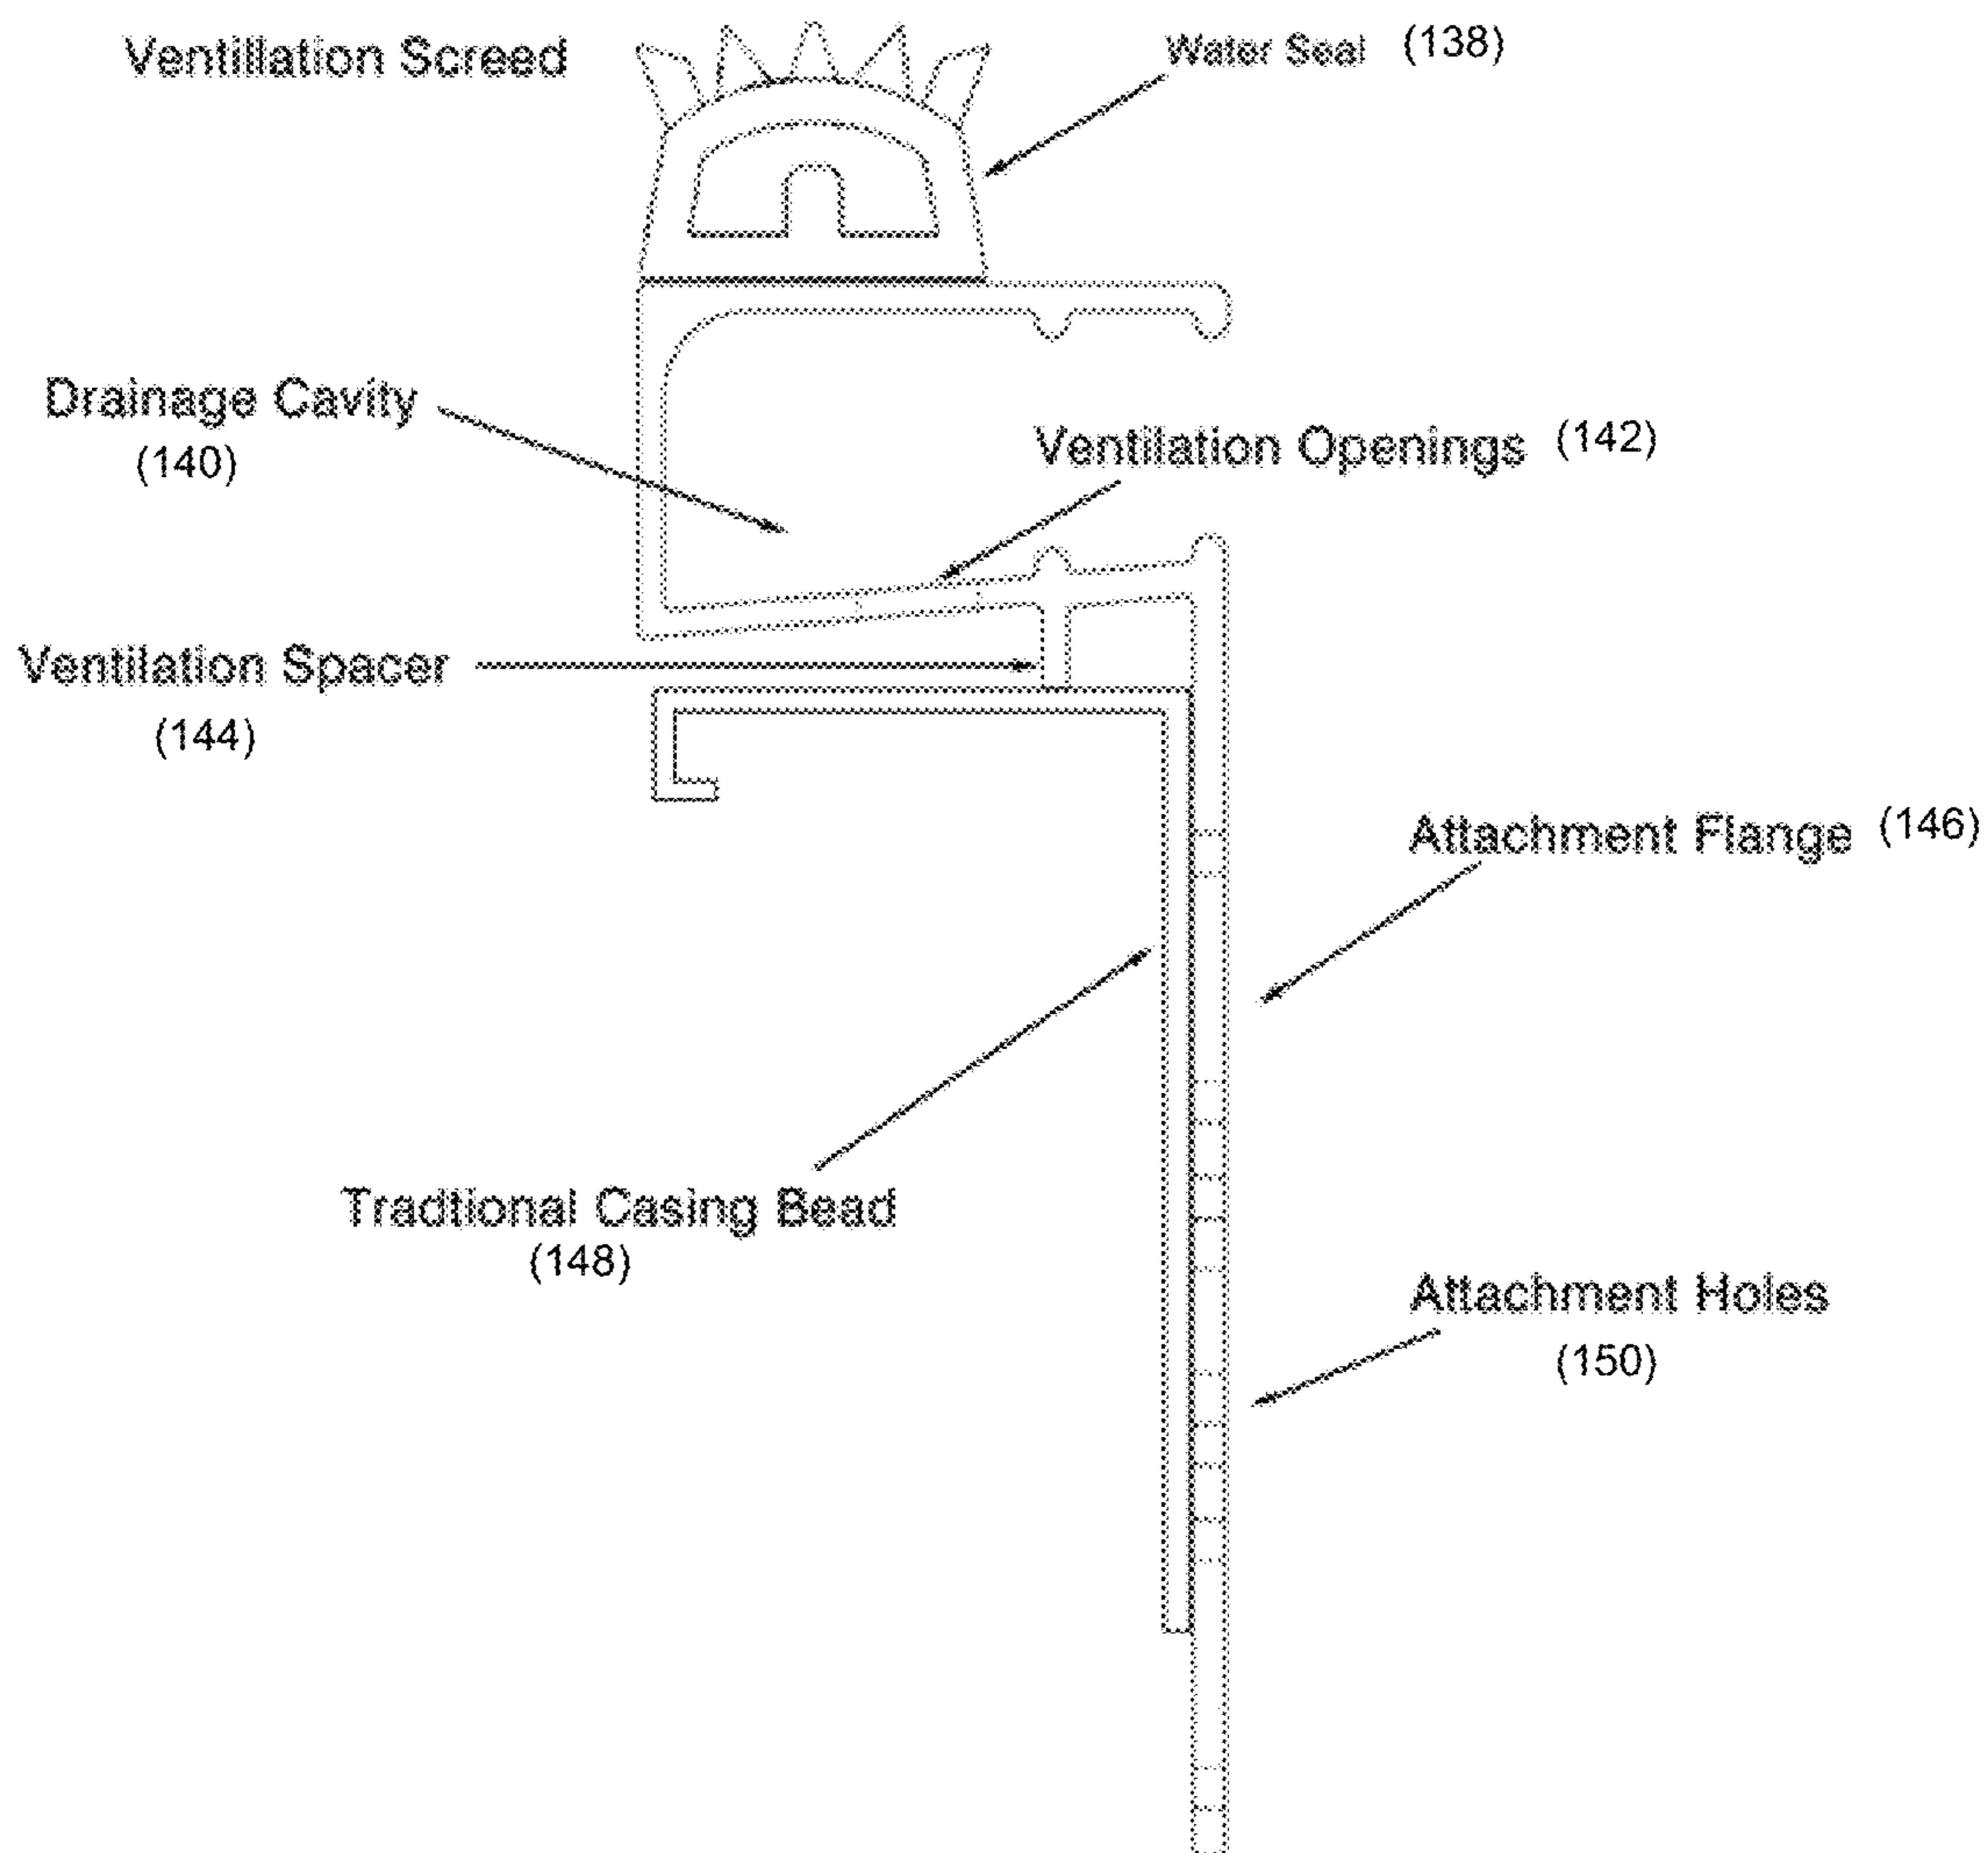 Ventillation Screed
Water Seal (138)
Drainage Cavity
(140)
Ventilation Openings (142)
Ventilation Spacer
(144)
Attachment Flange (146)
Tradtional Casing Bead
(148)
Attachment Holes
(150)